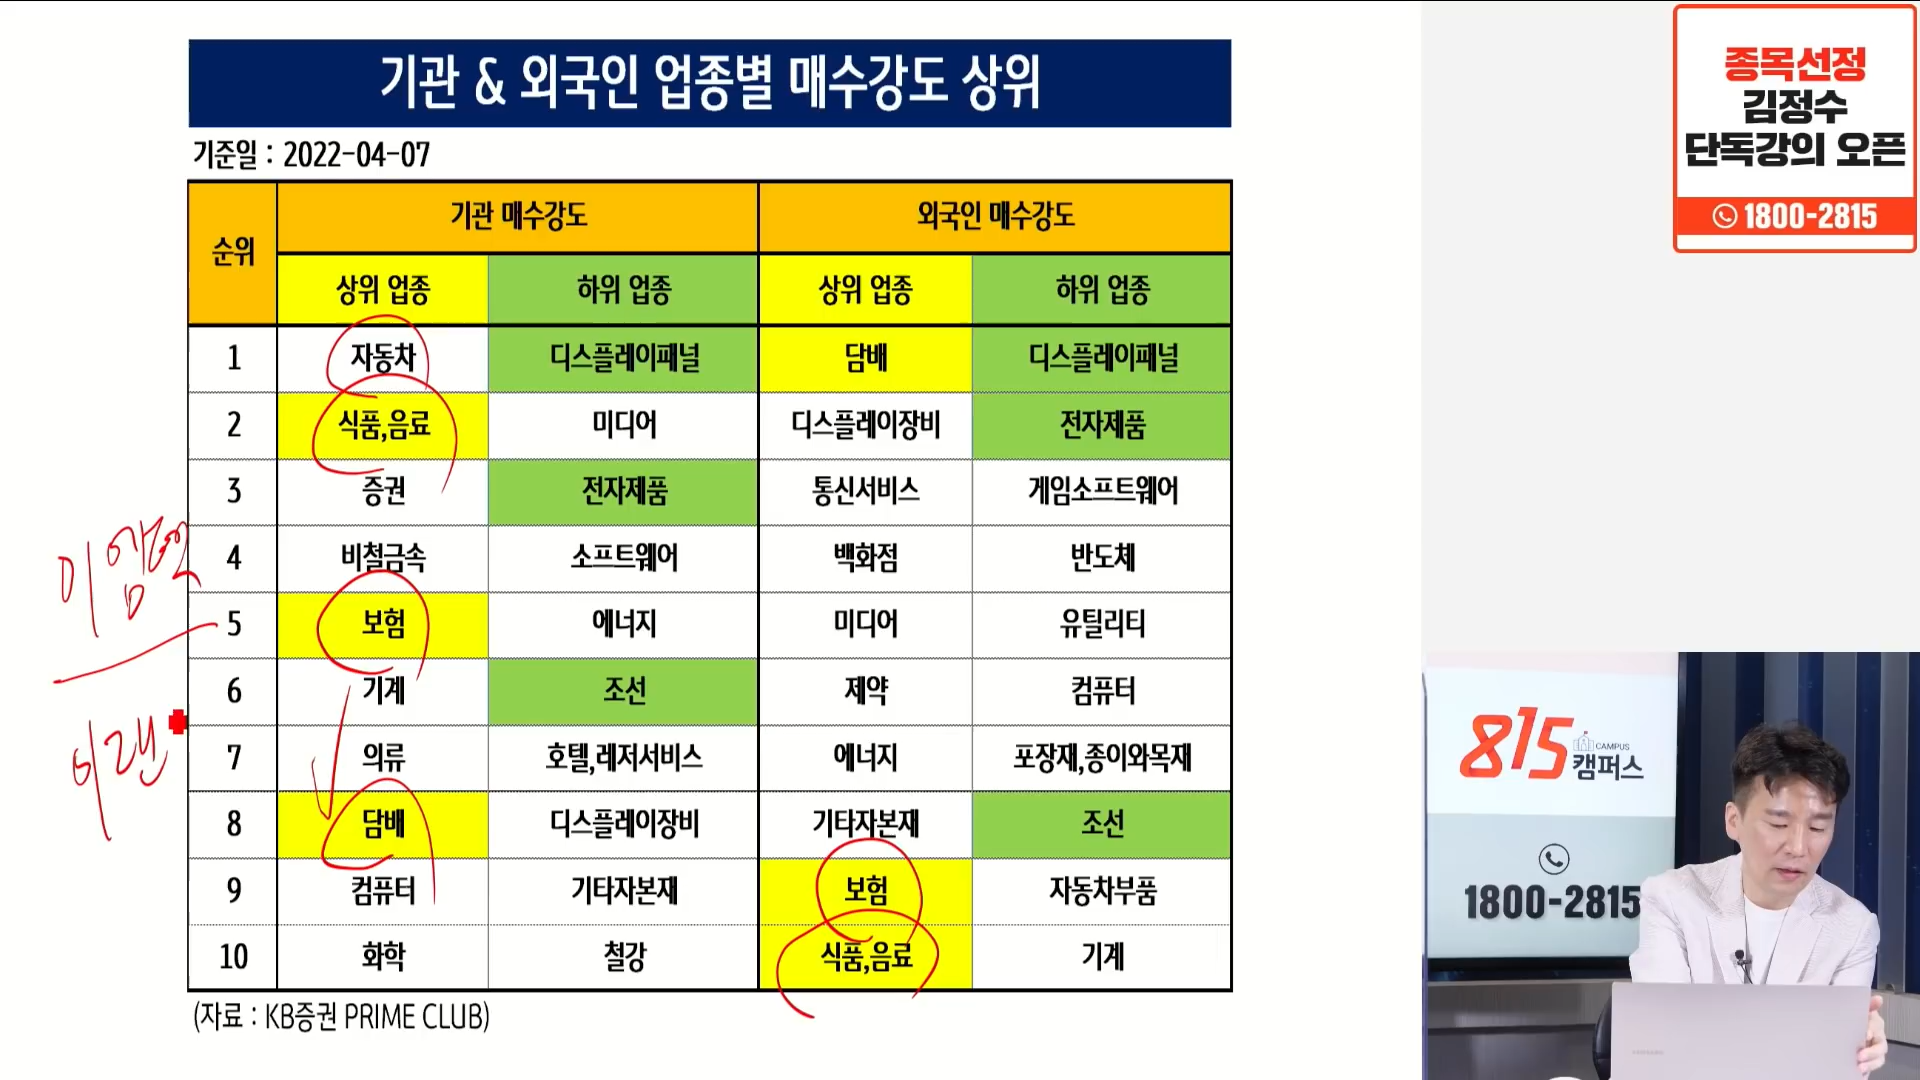 기관 & 외국인 업종별 매수강도 상위
기준일 : 2022-04-07
순위 기관 매수강도 외국인 매수강도
상위 업종 하위 업종 상위 업종 하위 업종
1 자동차 디스플레이패널 담배 디스플레이패널
2 식품,음료 미디어 디스플레이장비 전자제품
3 증권 전자제품 통신서비스 게임소프트웨어
4 비철금속 소프트웨어 백화점 반도체
5 보험 에너지 미디어 유틸리티
6 기계 조선 제약 컴퓨터
7 의류 호텔,레저서비스 에너지 포장재,종이와목재
8 담배 디스플레이장비 기타자본재 조선
9 컴퓨터 기타자본재 보험 자동차부품
10 화학 철강 식품,음료 기계
(자료 : KB증권 PRIME CLUB)
종목선정
김정수
단독강의 오픈
1800-2815
815 CAMPUS
캠퍼스
1800-2815